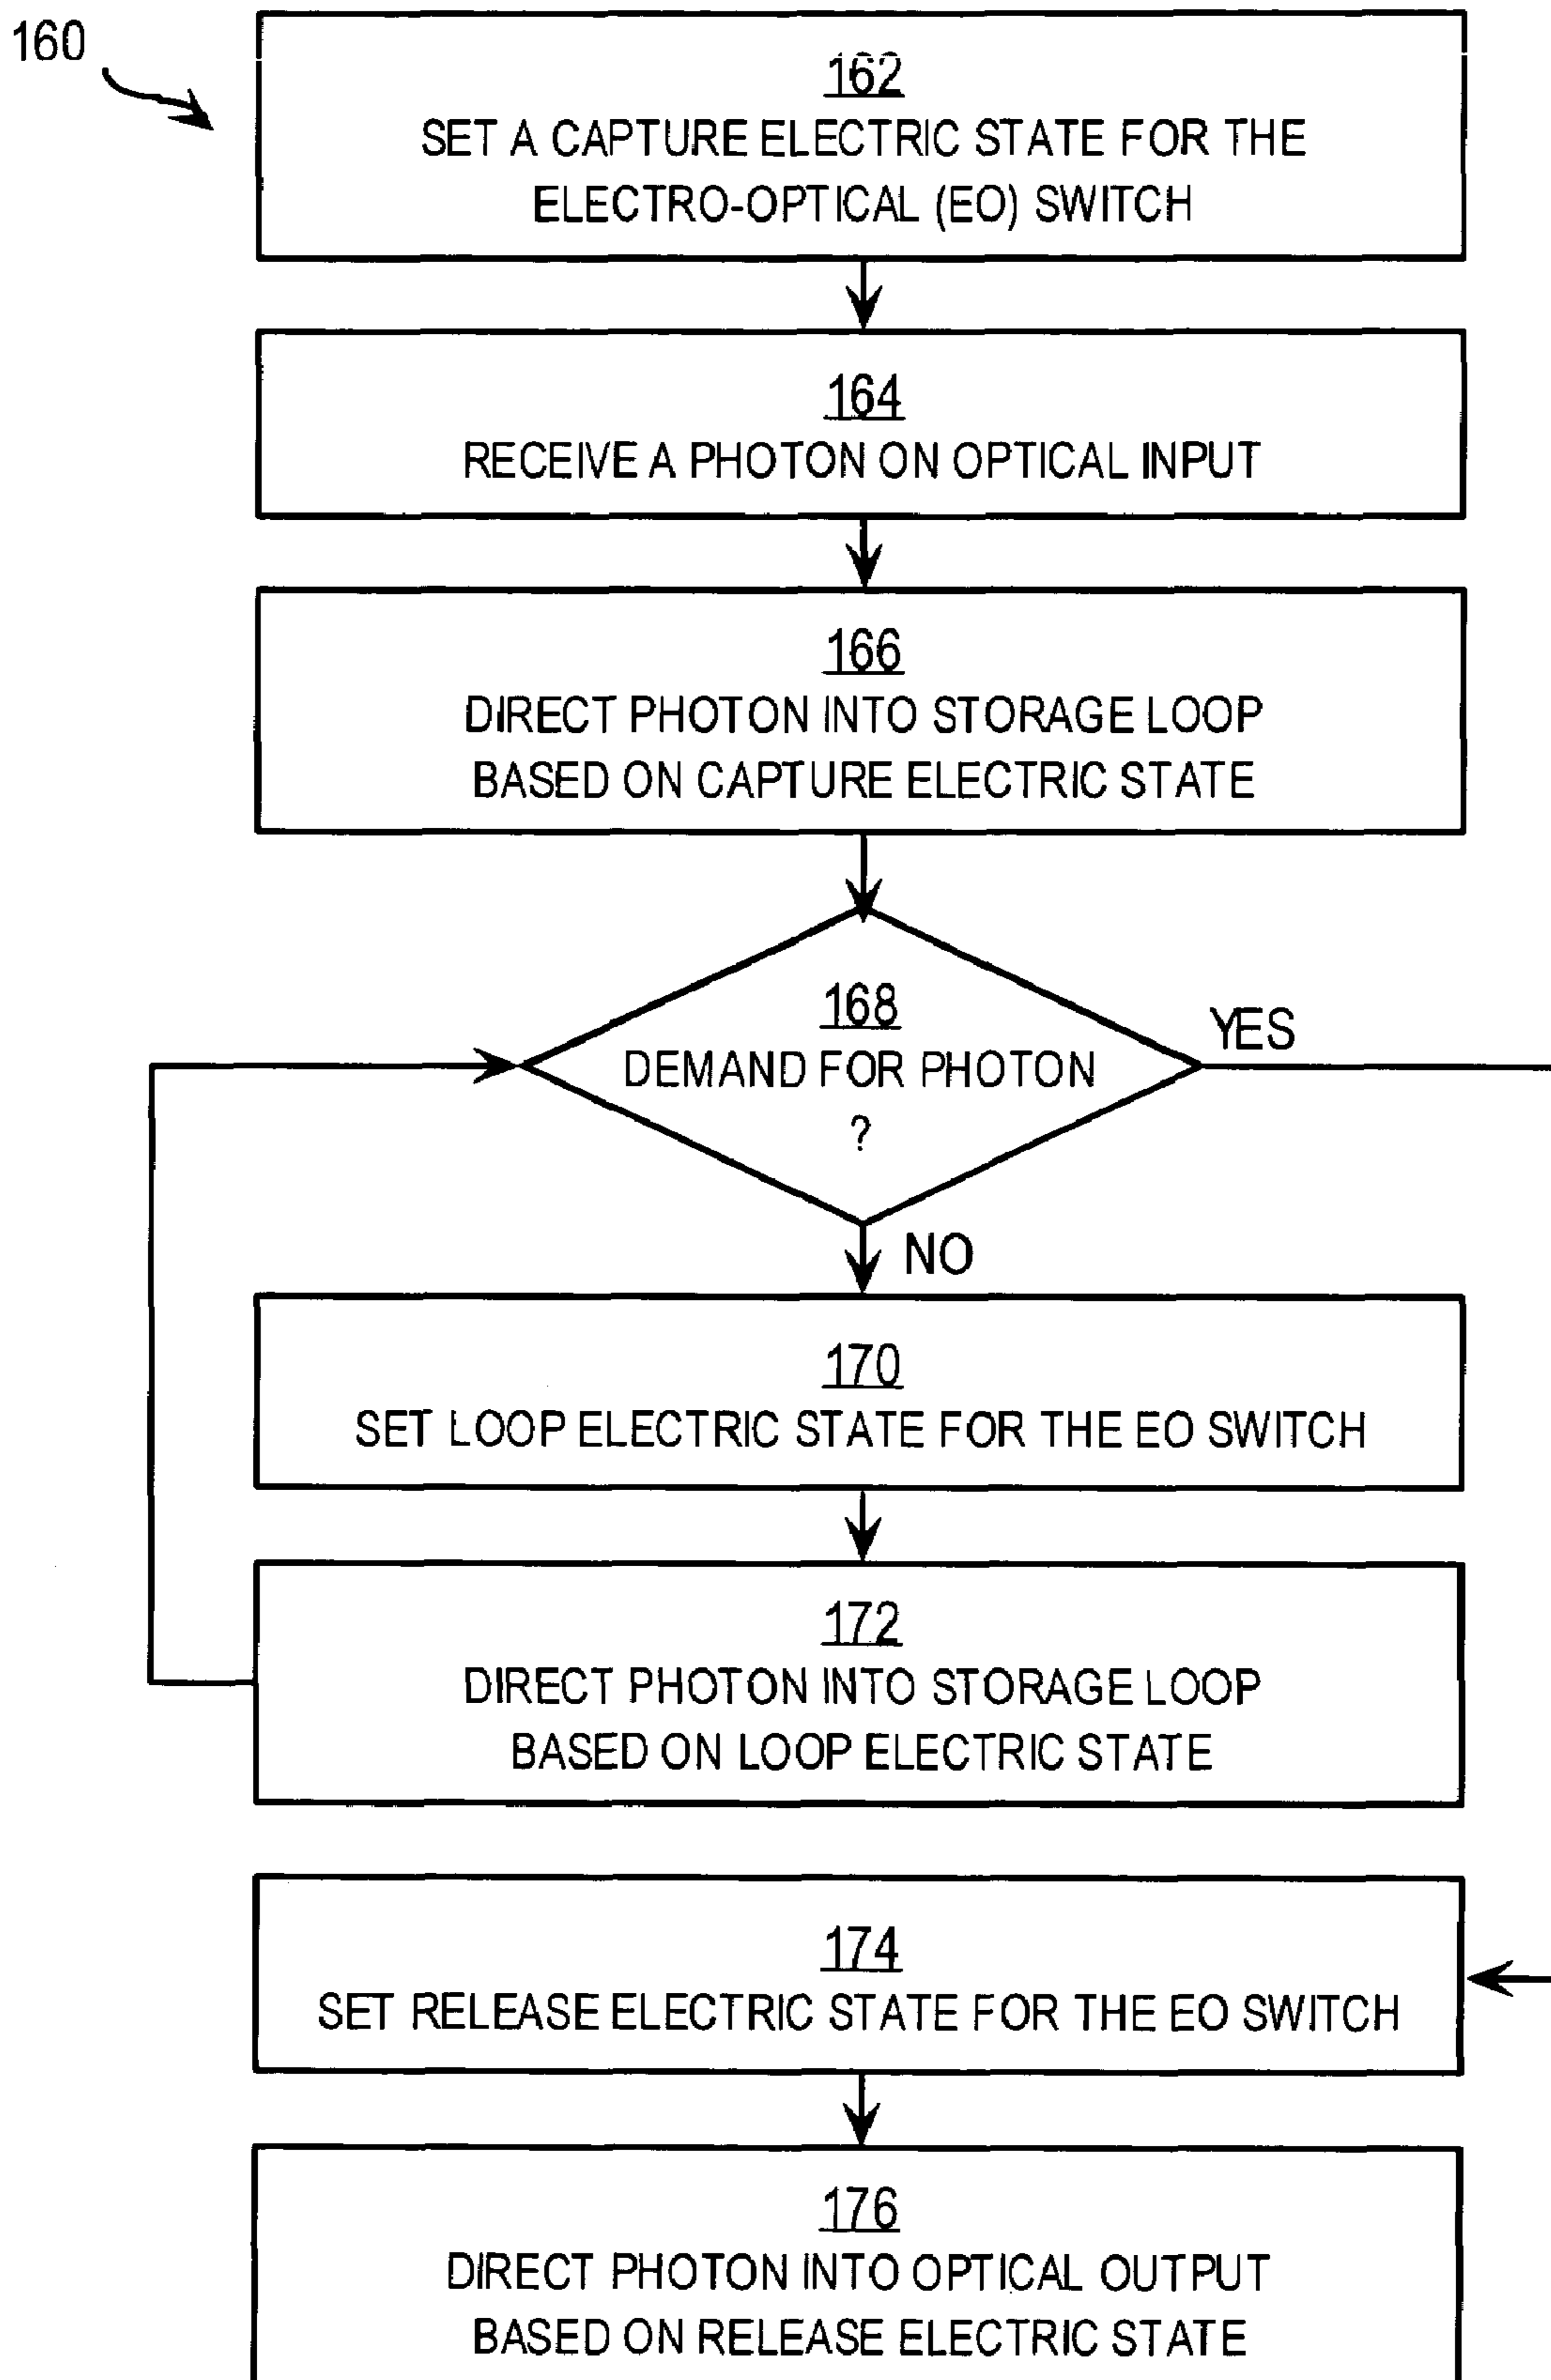 160
162
SET A CAPTURE ELECTRIC STATE FOR THE
ELECTRO-OPTICAL (EO) SWITCH
164
RECEIVE A PHOTON ON OPTICAL INPUT
166
DIRECT PHOTON INTO STORAGE LOOP
BASED ON CAPTURE ELECTRIC STATE
168
DEMAND FOR PHOTON
?
YES
NO
170
SET LOOP ELECTRIC STATE FOR THE EO SWITCH
172
DIRECT PHOTON INTO STORAGE LOOP
BASED ON LOOP ELECTRIC STATE
174
SET RELEASE ELECTRIC STATE FOR THE EO SWITCH
176
DIRECT PHOTON INTO OPTICAL OUTPUT
BASED ON RELEASE ELECTRIC STATE